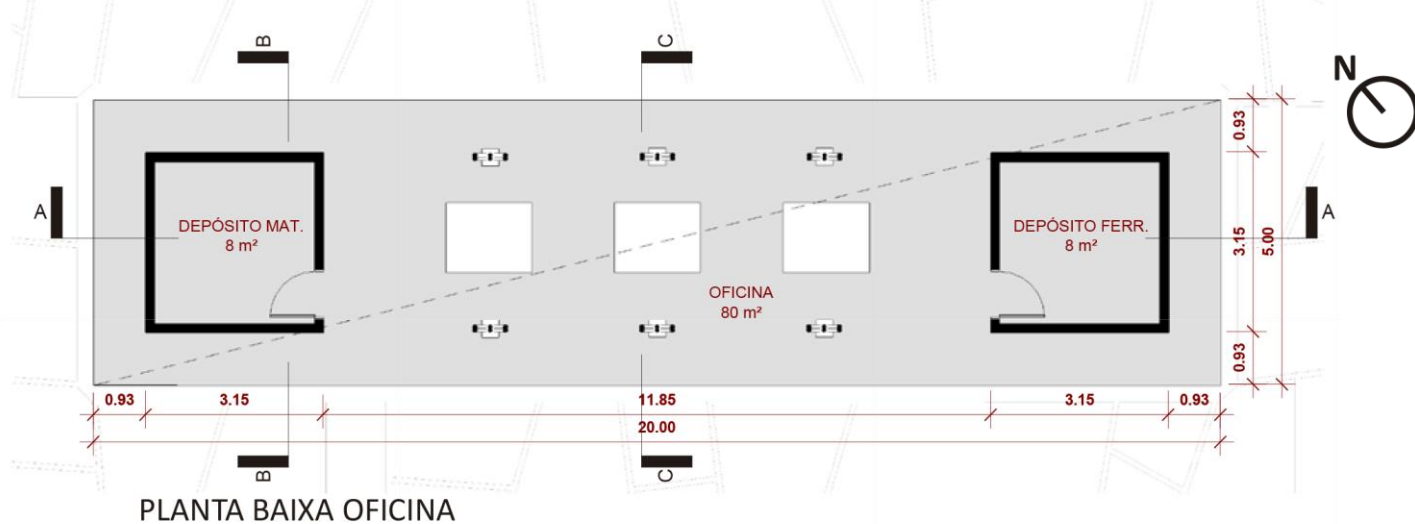 B
C
N
A
DEPÓSITO MAT.
8 m²
DEPÓSITO FERR.
8 m²
A
OFICINA
80 m²
0.93
3.15
5.00
0.93
0.93
3.15
11.85
3.15
0.93
20.00
B
C
PLANTA BAIXA OFICINA